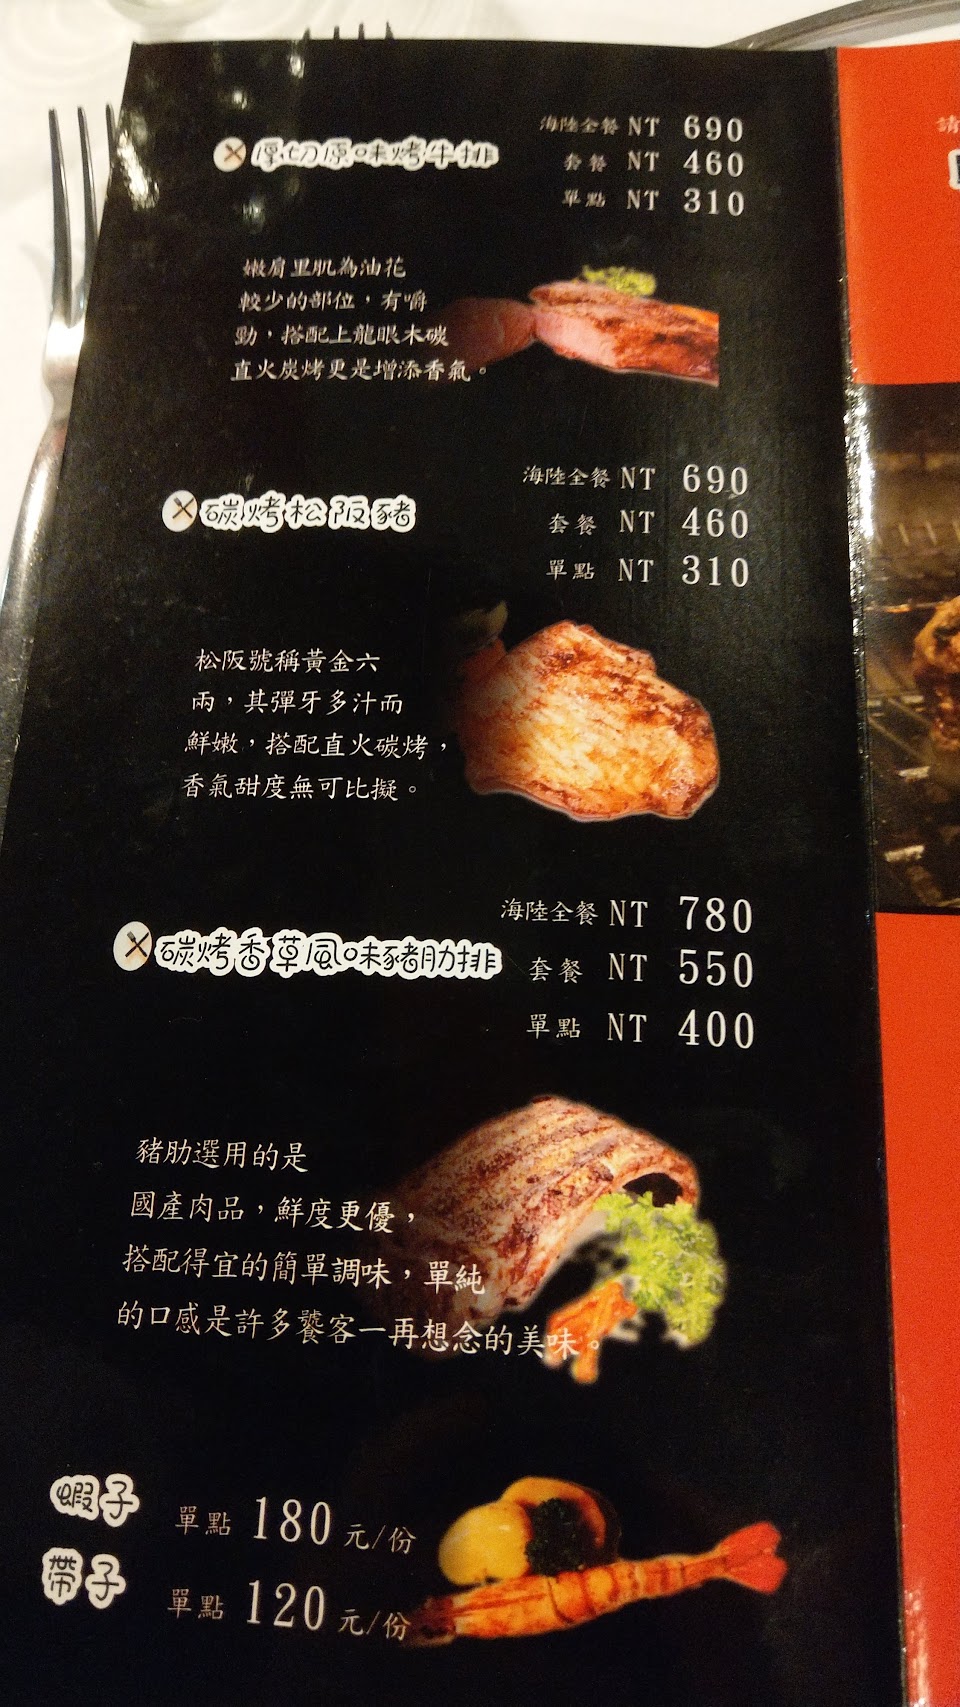 厚切原味烤牛排
海陸全餐 NT 690
套餐 NT 460
單點 NT 310
嫩肩里肌為油花
較少的部位，有嚼
勁，搭配上龍眼木碳
直火炭烤更是增添香氣。
碳烤松阪豬
海陸全餐 NT 690
套餐 NT 460
單點 NT 310
松阪號稱黃金六
兩，其彈牙多汁而
鮮嫩，搭配直火碳烤，
香氣甜度無可比擬。
碳烤香草風味豬肋排
海陸全餐 NT 780
套餐 NT 550
單點 NT 400
豬肋選用的是
國產肉品，鮮度更優，
搭配得宜的簡單調味，單純
的口感是許多饕客一再想念的美味。
蝦子 單點 180 元/份
帶子 單點 120 元/份
請